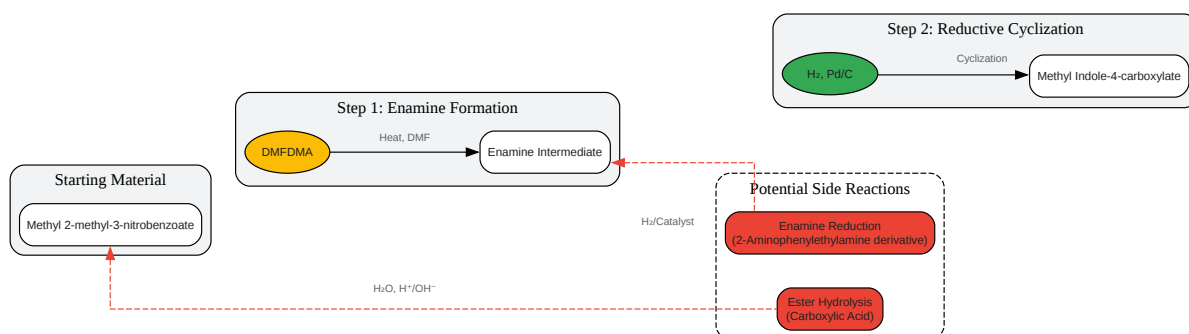 Step 2: Reductive Cyclization
H₂, Pd/C
Cyclization
Methyl Indole-4-carboxylate
Step 1: Enamine Formation
DMFDMA
Heat, DMF
Enamine Intermediate
Starting Material
Methyl 2-methyl-3-nitrobenzoate
Potential Side Reactions
H₂/Catalyst
Enamine Reduction
(2-Aminophenylethylamine derivative)
H₂O, H⁺/OH⁻
Ester Hydrolysis
(Carboxylic Acid)